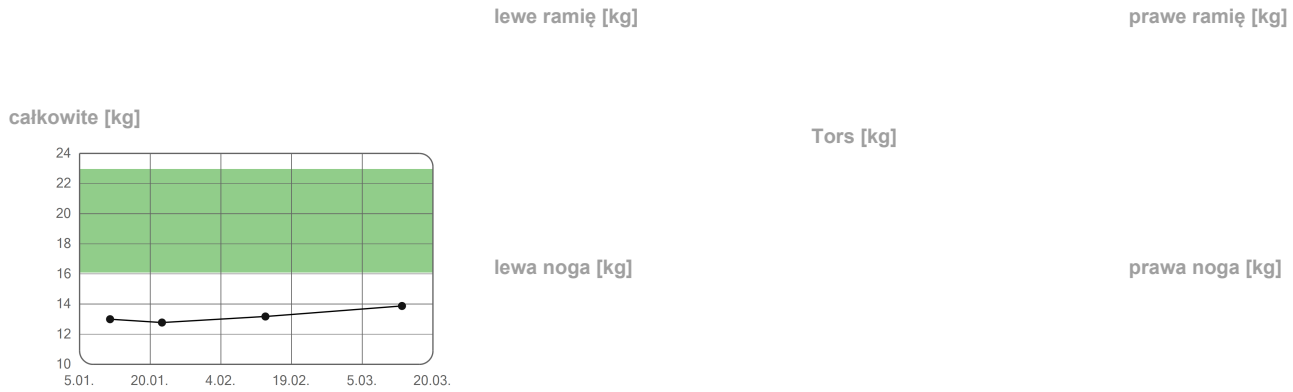 lewe ramię [kg]
prawe ramię [kg]
całkowite [kg]
Tors [kg]
24
22
20
18
16
14
12
10
5.01. 20.01. 4.02. 19.02. 5.03. 20.03.
lewa noga [kg]
prawa noga [kg]